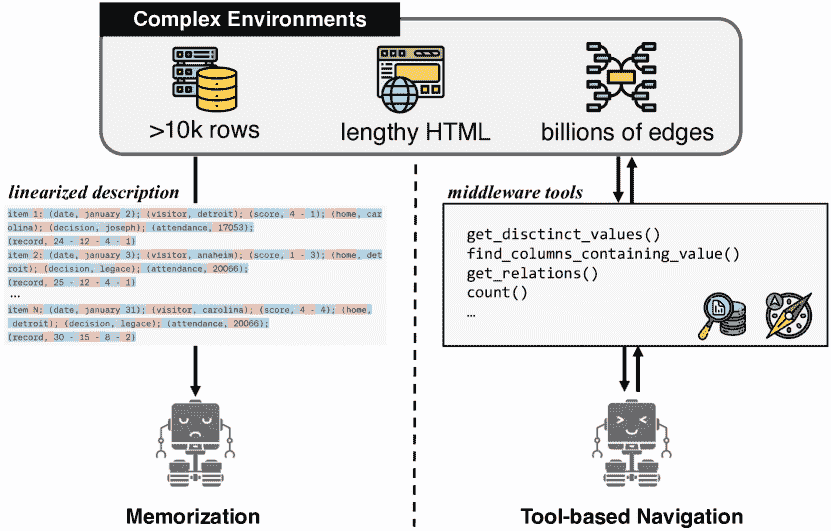 Complex Environments
>10k rows
lengthy HTML
billions of edges
linearized description
item 1: (date, january 2); (visitor, detroit); (score, 4 - 1); (home, car
olina); (decision, joseph); (attendance, 17053);
(record, 24 - 12 - 4 - 1)
item 2: (date, january 3); (visitor, anaheim); (score, 1 - 3); (home, det
roit); (decision, legace); (attendance, 20066);
(record, 25 - 12 - 4 - 1)
...
item N: (date, january 31); (visitor, carolina); (score, 4 - 4); (home,
detroit); (decision, legace); (attendance, 20066);
(record, 30 - 15 - 8 - 2)
middleware tools
get_disctinct_values()
find_columns_containing_value()
get_relations()
count()
…
Memorization
Tool-based Navigation